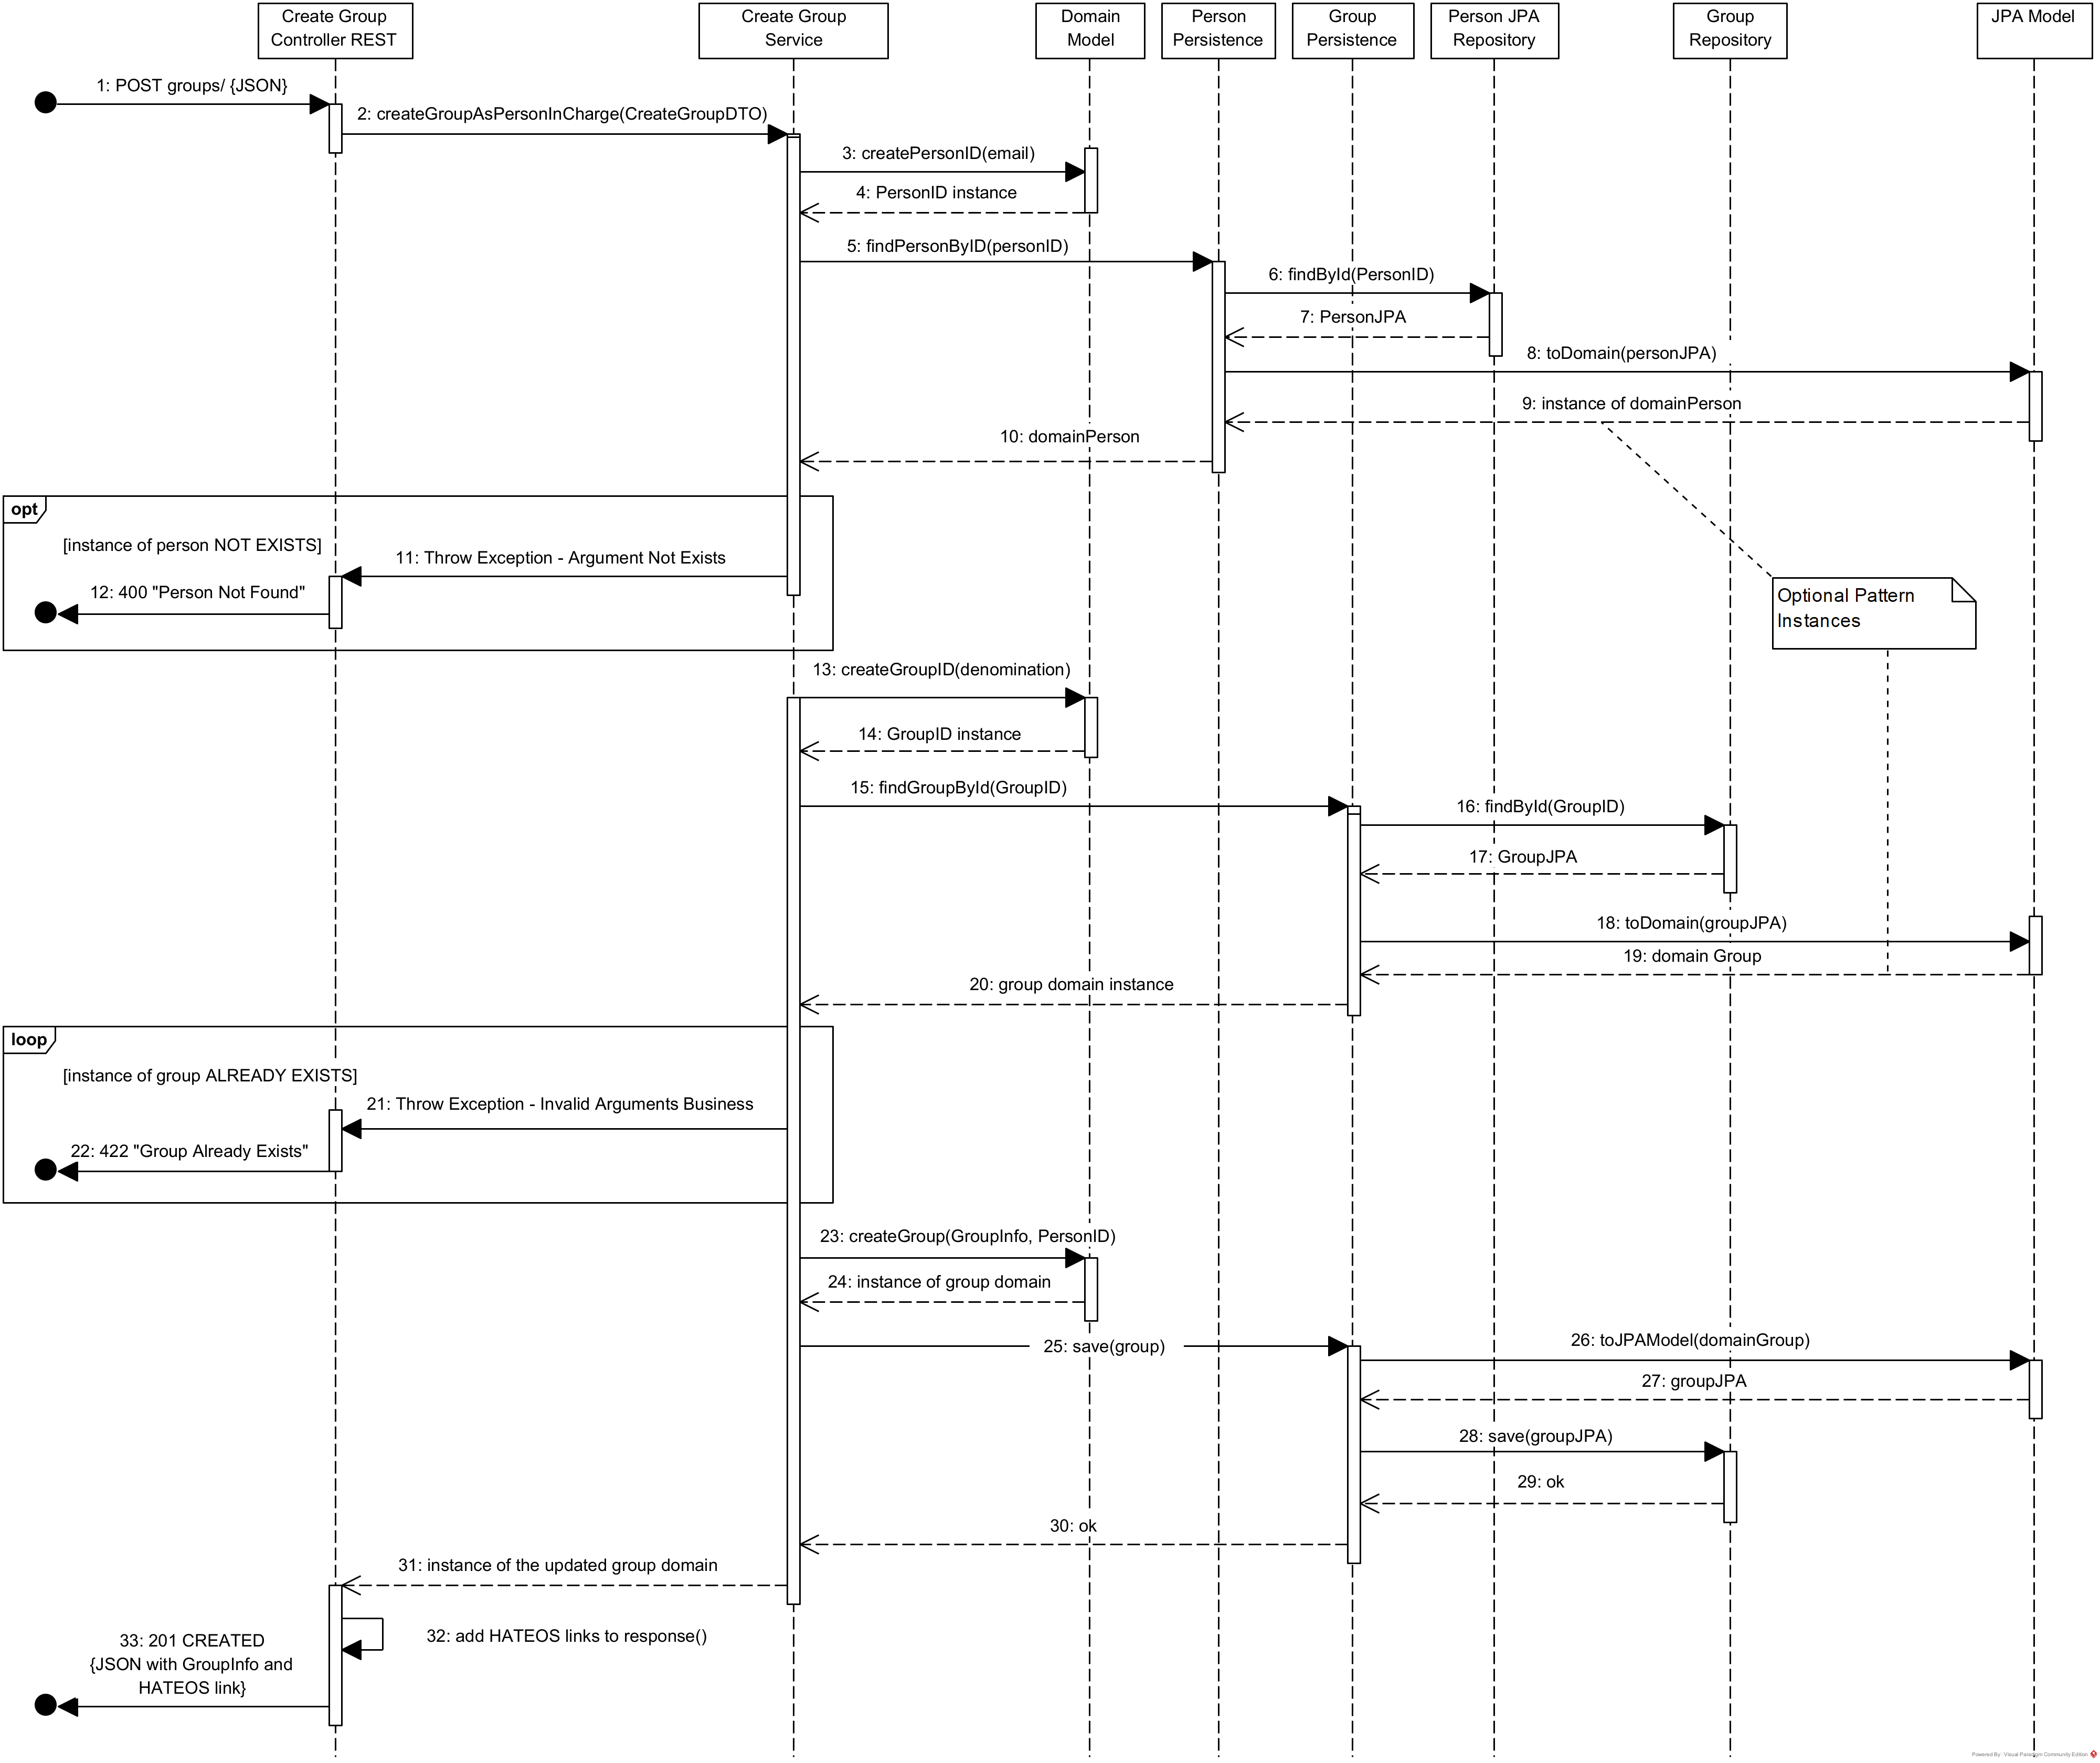 Create Group
Controller REST
Create Group
Service
Domain
Model
Person
Persistence
Group
Persistence
Person JPA
Repository
Group
Repository
JPA Model
1: POST groups/ {JSON}
2: createGroupAsPersonInCharge(CreateGroupDTO)
3: createPersonID(email)
4: PersonID instance
5: findPersonByID(personID)
6: findById(PersonID)
7: PersonJPA
8: toDomain(personJPA)
9: instance of domainPerson
10: domainPerson
opt
[instance of person NOT EXISTS]
11: Throw Exception - Argument Not Exists
12: 400 "Person Not Found"
Optional Pattern
Instances
13: createGroupID(denomination)
14: GroupID instance
15: findGroupById(GroupID)
16: findById(GroupID)
17: GroupJPA
18: toDomain(groupJPA)
19: domain Group
20: group domain instance
loop
[instance of group ALREADY EXISTS]
21: Throw Exception - Invalid Arguments Business
22: 422 "Group Already Exists"
23: createGroup(GroupInfo, PersonID)
24: instance of group domain
25: save(group)
26: toJPAModel(domainGroup)
27: groupJPA
28: save(groupJPA)
29: ok
30: ok
31: instance of the updated group domain
32: add HATEOS links to response()
33: 201 CREATED
{JSON with GroupInfo and
HATEOS link}
Powered By: Visual Paradigm Community Edition